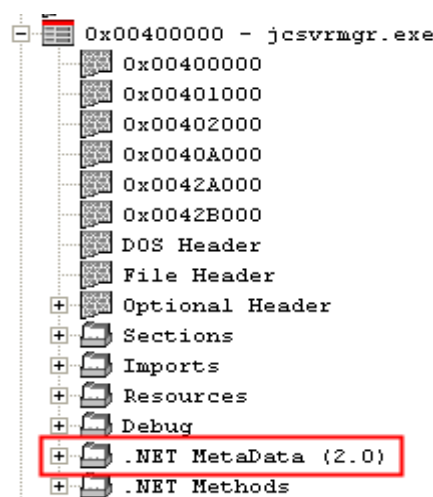 0x00400000 - jcsvrmgr.exe
0x00400000
0x00401000
0x00402000
0x0040A000
0x0042A000
0x0042B000
DOS Header
File Header
Optional Header
Sections
Imports
Resources
Debug
.NET MetaData (2.0)
.NET Methods